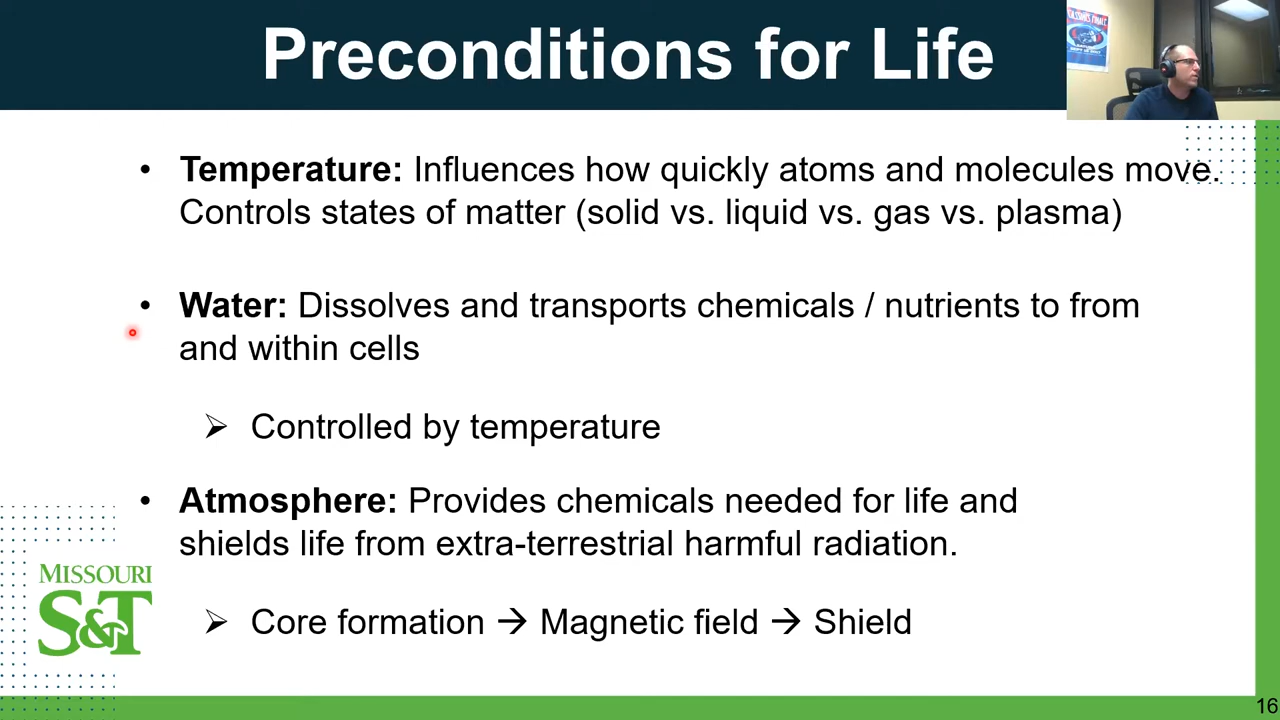 Preconditions for Life
• Temperature: Influences how quickly atoms and molecules move.
Controls states of matter (solid vs. liquid vs. gas vs. plasma)
• Water: Dissolves and transports chemicals / nutrients to from
and within cells
➢ Controlled by temperature
• Atmosphere: Provides chemicals needed for life and
shields life from extra-terrestrial harmful radiation.
➢ Core formation → Magnetic field → Shield
MISSOURI
S&T
16